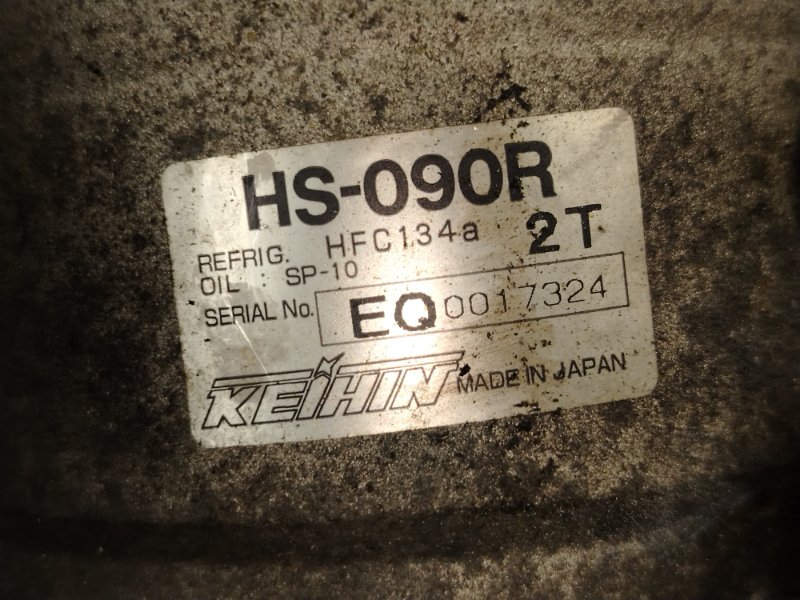 HS-090R
REFRIG. HFC134a 2T
OIL : SP-10
SERIAL No. EQ0017324
KEIHIN MADE IN JAPAN